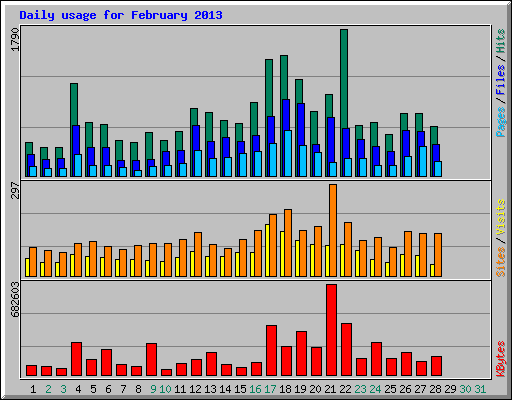 Daily usage for February 2013
1790
Pages / Files / Hits
297
Sites / Visits
682603
KBytes
1 2 3 4 5 6 7 8 9 10 11 12 13 14 15 16 17 18 19 20 21 22 23 24 25 26 27 28 29 30 31